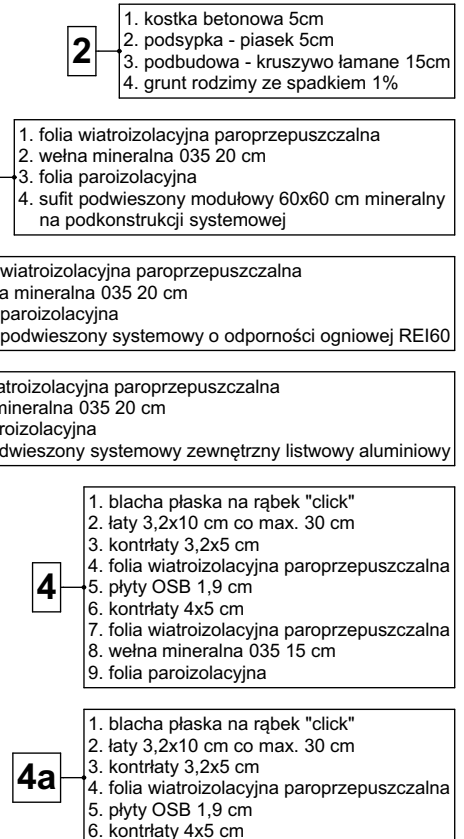 2
1. kostka betonowa 5cm
2. podsypka - piasek 5cm
3. podbudowa - kruszywo łamane 15cm
4. grunt rodzimy ze spadkiem 1%
1. folia wiatroizolacyjna paroprzepuszczalna
2. wełna mineralna 035 20 cm
3. folia paroizolacyjna
4. sufit podwieszony modułowy 60x60 cm mineralny
na podkonstrukcji systemowej
wiatroizolacyjna paroprzepuszczalna
a mineralna 035 20 cm
paroizolacyjna
podwieszony systemowy o odporności ogniowej REI60
atroizolacyjna paroprzepuszczalna
mineralna 035 20 cm
roizolacyjna
dwieszony systemowy zewnętrzny listwowy aluminiowy
4
1. blacha płaska na rąbek "click"
2. łaty 3,2x10 cm co max. 30 cm
3. kontrłaty 3,2x5 cm
4. folia wiatroizolacyjna paroprzepuszczalna
5. płyty OSB 1,9 cm
6. kontrłaty 4x5 cm
7. folia wiatroizolacyjna paroprzepuszczalna
8. wełna mineralna 035 15 cm
9. folia paroizolacyjna
4a
1. blacha płaska na rąbek "click"
2. łaty 3,2x10 cm co max. 30 cm
3. kontrłaty 3,2x5 cm
4. folia wiatroizolacyjna paroprzepuszczalna
5. płyty OSB 1,9 cm
6. kontrłaty 4x5 cm